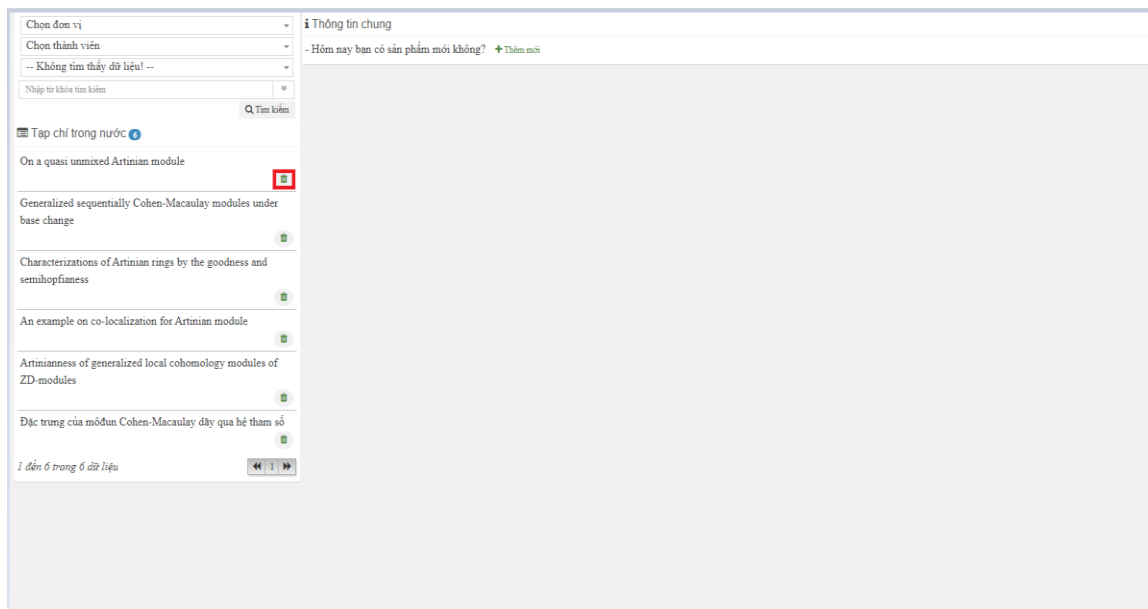 Chọn đơn vị
Chọn thành viên
-- Không tìm thấy dữ liệu! --
Nhập từ khóa tìm kiếm
Tìm kiếm
Tạp chí trong nước 6
On a quasi unmixed Artinian module
Generalized sequentially Cohen-Macaulay modules under
base change
Characterizations of Artinian rings by the goodness and
semihopfianess
An example on co-localization for Artinian module
Artinianness of generalized local cohomology modules of
ZD-modules
Đặc trưng của môđun Cohen-Macaulay dãy qua hệ tham số
1 đến 6 trong 6 dữ liệu
1
Thông tin chung
- Hôm nay bạn có sản phẩm mới không? +Thêm mới